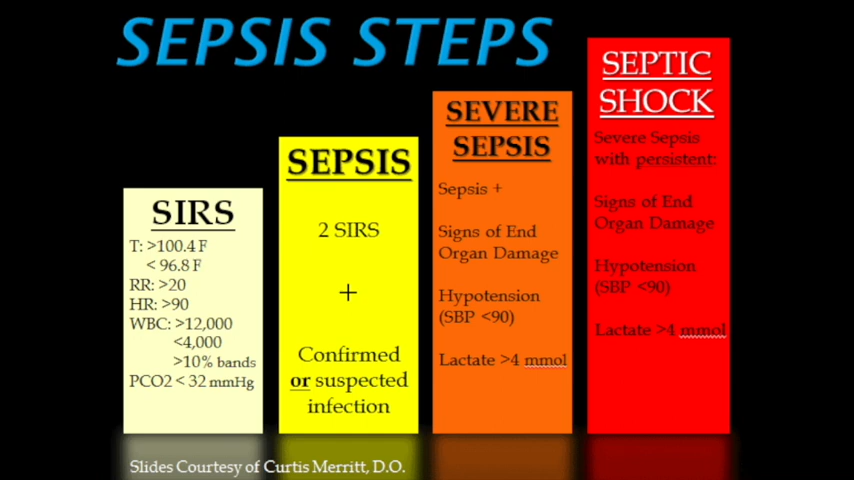 SEPSIS STEPS
SIRS
T: >100.4 F
< 96.8 F
RR: >20
HR: >90
WBC: >12,000
<4,000
>10% bands
PCO2 < 32 mmHg
SEPSIS
2 SIRS
+
Confirmed
or suspected
infection
SEVERE
SEPSIS
Sepsis +
Signs of End
Organ Damage
Hypotension
(SBP <90)
Lactate >4 mmol
SEPTIC
SHOCK
Severe Sepsis
with persistent:
Signs of End
Organ Damage
Hypotension
(SBP <90)
Lactate >4 mmol
Slides Courtesy of Curtis Merritt, D.O.